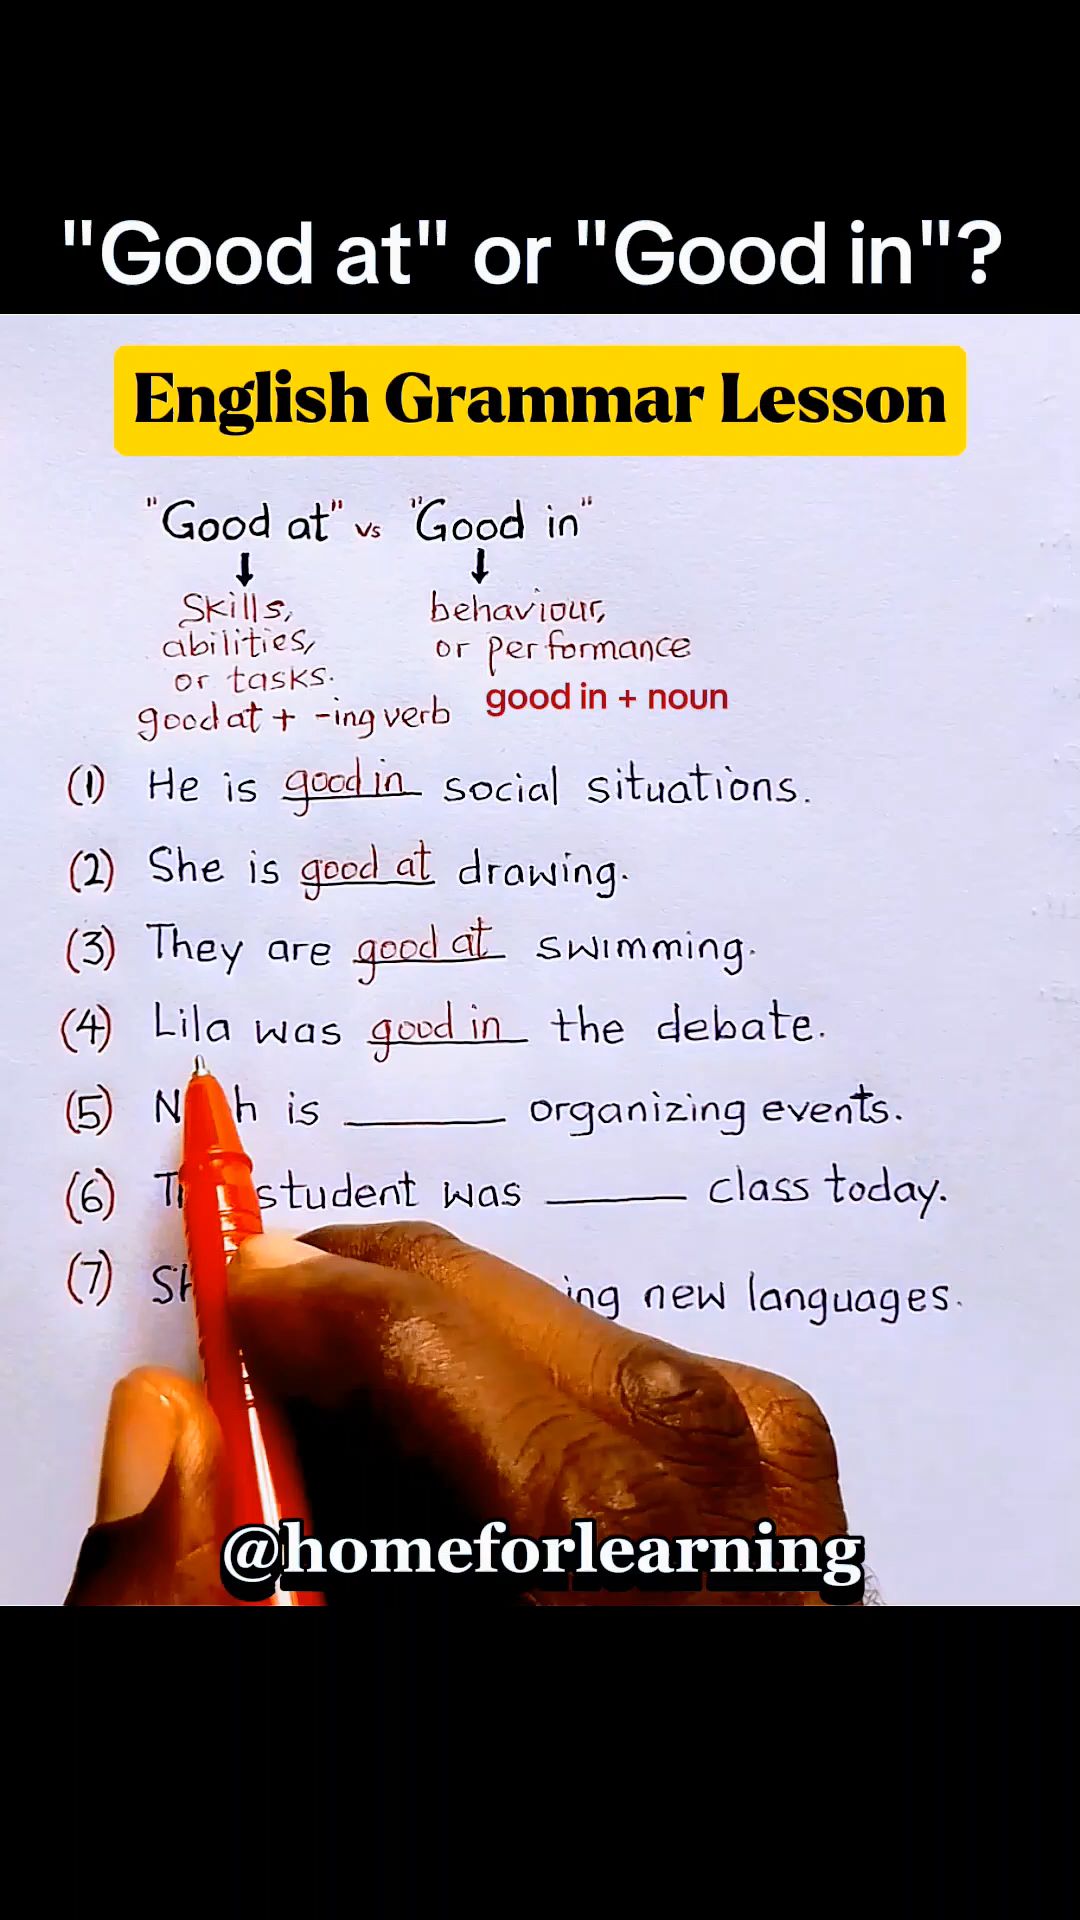 "Good at" or "Good in"?
English Grammar Lesson
"Good at" vs "Good in"
Skills, behaviour,
abilities, or performance
or tasks. good in + noun
good at + -ing verb
(1) He is good in social situations.
(2) She is good at drawing.
(3) They are good at swimming.
(4) Lila was good in the debate.
(5) is ______ organizing events.
(6) student was ______ class today.
(7) new languages.
@homeforlearning